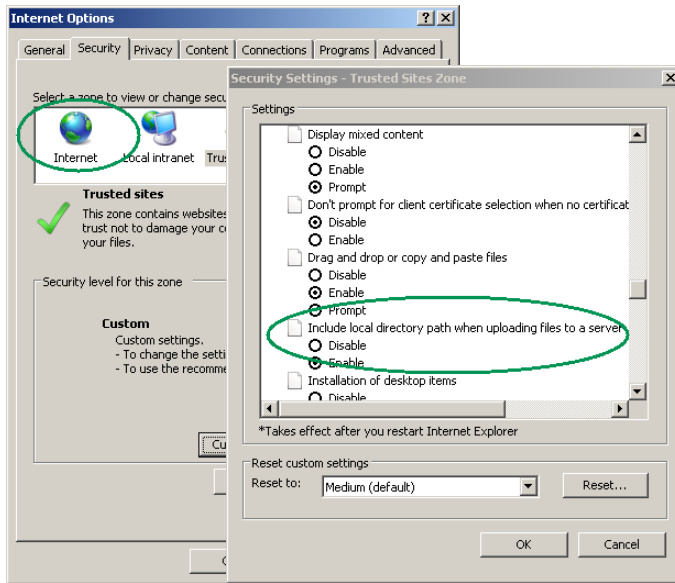 Internet Options
General Security Privacy Content Connections Programs Advanced
Select a zone to view or change secu
Internet Local intranet Trus
Trusted sites
This zone contains websites
trust not to damage your co
your files.
Security level for this zone
Custom
Custom settings.
- To change the setti
- To use the recomme
Cu
Security Settings - Trusted Sites Zone
Settings
Display mixed content
Disable
Enable
Prompt
Don't prompt for client certificate selection when no certificat
Disable
Enable
Drag and drop or copy and paste files
Disable
Enable
Prompt
Include local directory path when uploading files to a server
Disable
Enable
Installation of desktop items
Disable
*Takes effect after you restart Internet Explorer
Reset custom settings
Reset to: Medium (default) Reset...
OK Cancel